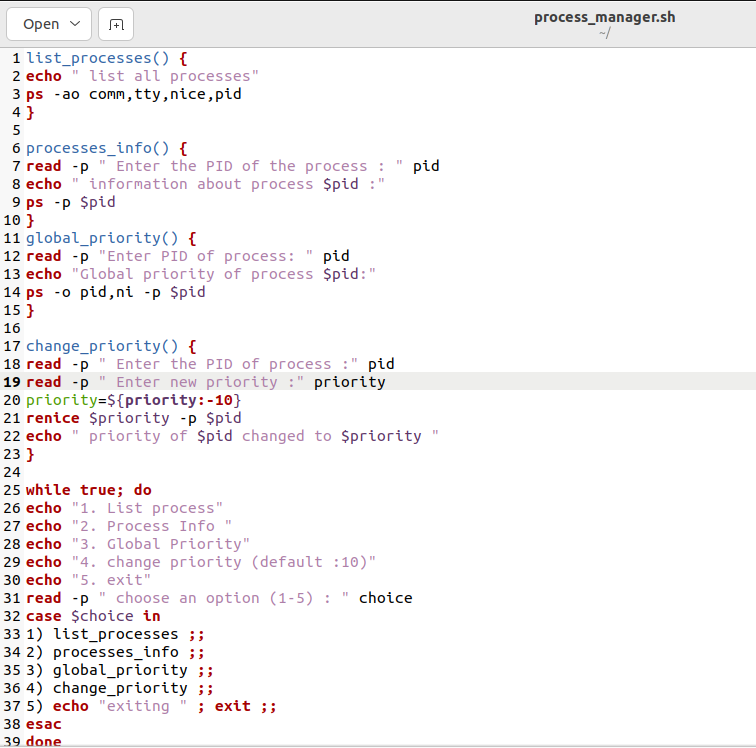 Open
process_manager.sh
~/
1 list_processes() {
2 echo " list all processes"
3 ps -ao comm,tty,nice,pid
4 }
5
6 processes_info() {
7 read -p " Enter the PID of the process : " pid
8 echo " information about process $pid :"
9 ps -p $pid
10 }
11 global_priority() {
12 read -p "Enter PID of process: " pid
13 echo "Global priority of process $pid:"
14 ps -o pid,ni -p $pid
15 }
16
17 change_priority() {
18 read -p " Enter the PID of process :" pid
19 read -p " Enter new priority :" priority
20 priority=${priority:-10}
21 renice $priority -p $pid
22 echo " priority of $pid changed to $priority "
23 }
24
25 while true; do
26 echo "1. List process"
27 echo "2. Process Info "
28 echo "3. Global Priority"
29 echo "4. change priority (default :10)"
30 echo "5. exit"
31 read -p " choose an option (1-5) : " choice
32 case $choice in
33 1) list_processes ;;
34 2) processes_info ;;
35 3) global_priority ;;
36 4) change_priority ;;
37 5) echo "exiting " ; exit ;;
38 esac
39 done